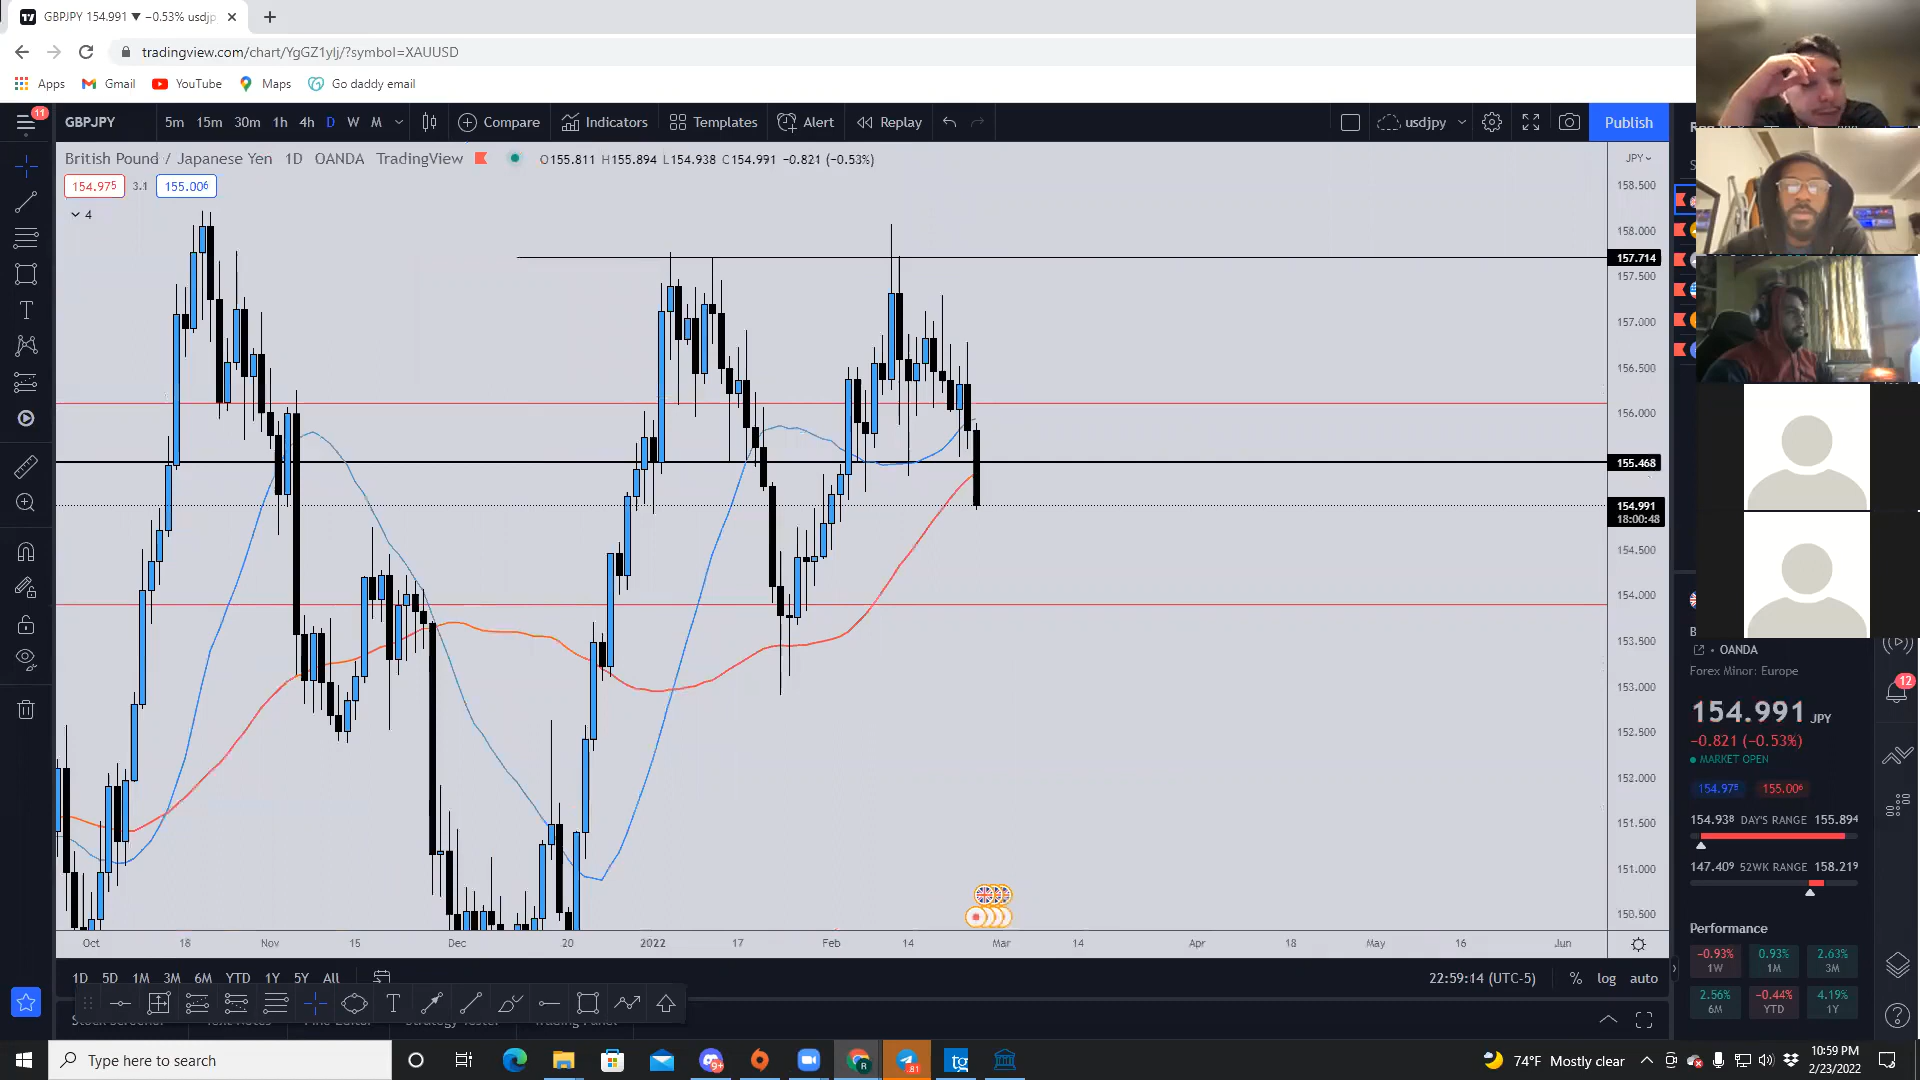 GBPJPY 154.991 ▼ −0.53% usdjp
tradingview.com/chart/YgGZ1ylj/?symbol=XAUUSD
Apps Gmail YouTube Maps Go daddy email
11 GBPJPY 5m 15m 30m 1h 4h D W M Compare Indicators Templates Alert Replay usdjpy Publish
British Pound / Japanese Yen 1D OANDA TradingView O155.811 H155.894 L154.938 C154.991 −0.821 (−0.53%)
JPY
154.975 3.1 155.006
4
158.500
158.000
157.714
157.500
157.000
156.500
156.000
155.468
154.991
18:00:48
154.500
154.000
153.500
153.000
152.500
152.000
151.500
151.000
150.500
Oct 18 Nov 15 Dec 20 2022 17 Feb 14 Mar 14 Apr 18 May 16 Jun
1D 5D 1M 3M 6M YTD 1Y 5Y All
22:59:14 (UTC-5) % log auto
OANDA
Forex Minor: Europe
154.991 JPY
−0.821 (−0.53%)
MARKET OPEN
154.975 155.006
154.938 DAY'S RANGE 155.894
147.409 52WK RANGE 158.219
Performance
−0.93% 0.93% 2.63%
1W 1M 3M
2.56% −0.44% 4.19%
6M YTD 1Y
12
Type here to search
9+
R
81
tg
74°F Mostly clear
10:59 PM
2/23/2022